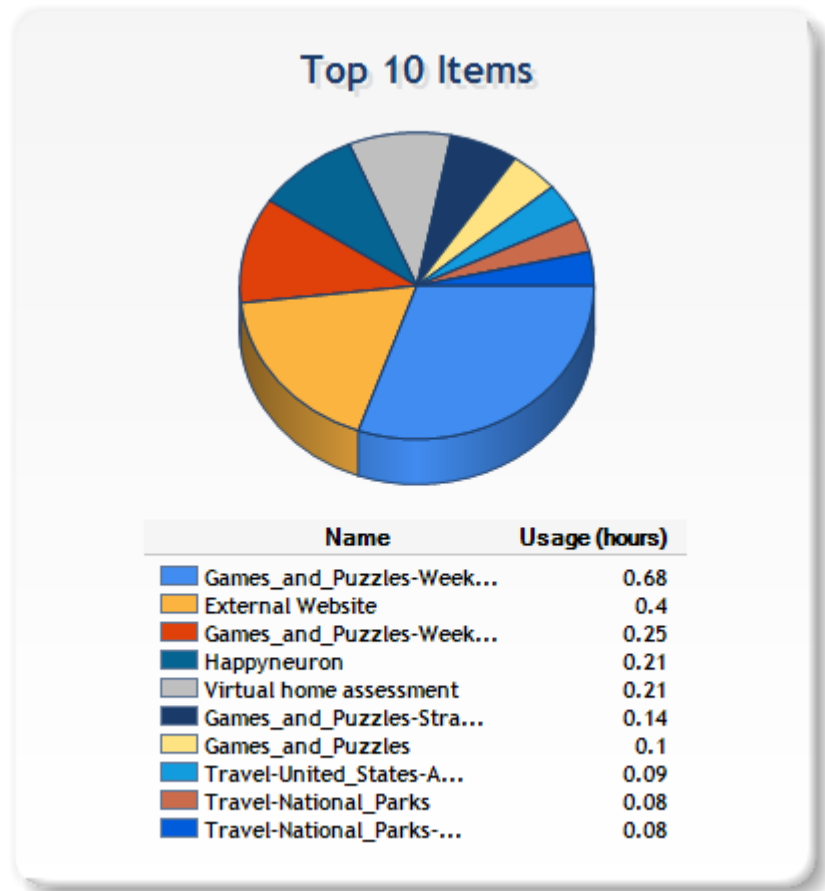 Top 10 Items
Name Usage (hours)
Games_and_Puzzles-Week... 0.68
External Website 0.4
Games_and_Puzzles-Week... 0.25
Happyneuron 0.21
Virtual home assessment 0.21
Games_and_Puzzles-Stra... 0.14
Games_and_Puzzles 0.1
Travel-United_States-A... 0.09
Travel-National_Parks 0.08
Travel-National_Parks-... 0.08